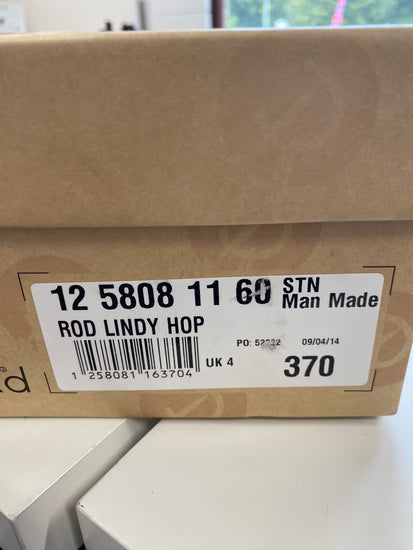 12 5808 11 60 STN
Man Made
ROD LINDY HOP
PO: 09/04/14
1 258081 163704
UK 4
370